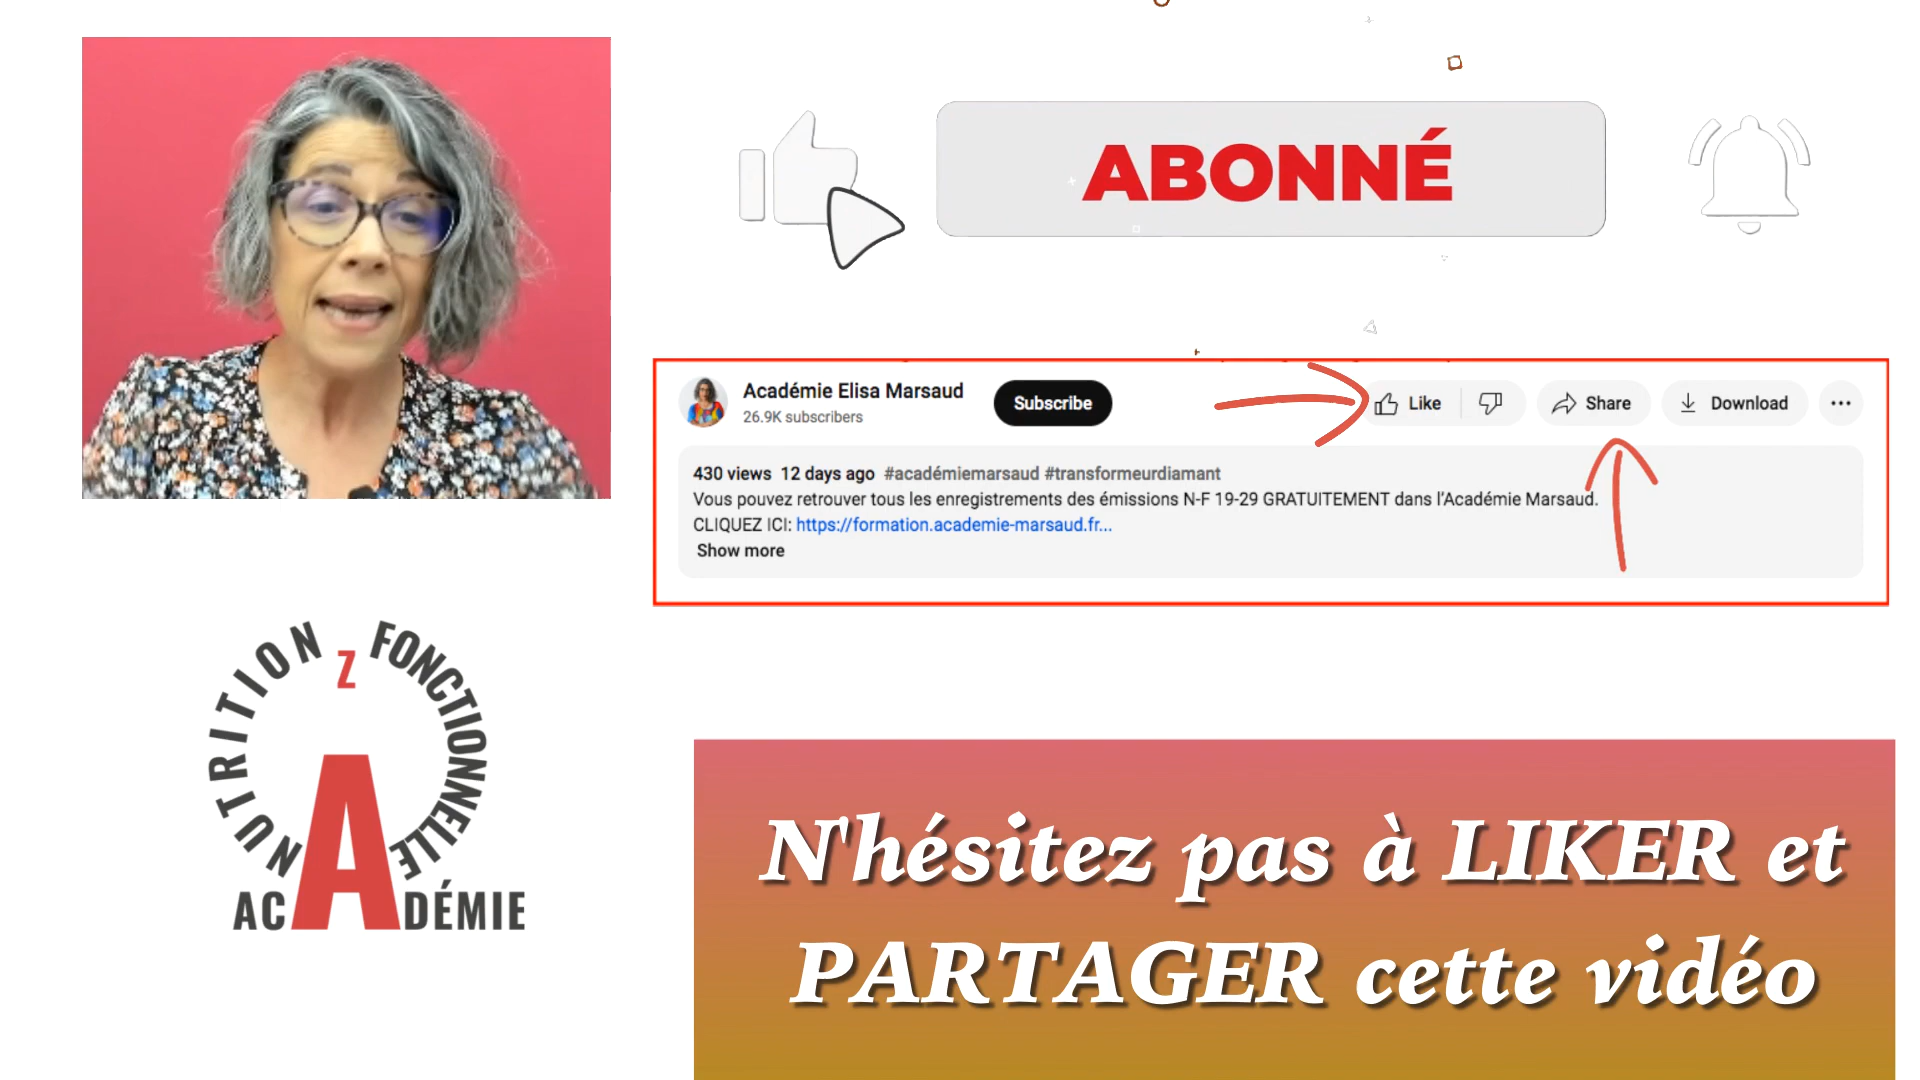 ABONNÉ
Académie Elisa Marsaud
26.9K subscribers
Subscribe
Like
Share
Download
430 views 12 days ago #académiemarsaud #transformeurdiamant
Vous pouvez retrouver tous les enregistrements des émissions N-F 19-29 GRATUITEMENT dans l'Académie Marsaud.
CLIQUEZ ICI: https://formation.academie-marsaud.fr...
Show more
NUTRITION Z FONCTIONNELLE
ACADÉMIE
N'hésitez pas à LIKER et
PARTAGER cette vidéo